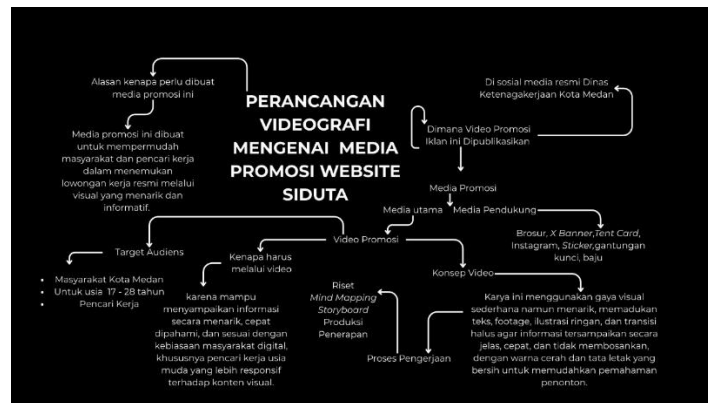 Alasan kenapa perlu dibuat
media promosi ini
Media promosi ini dibuat
untuk mempermudah
masyarakat dan pencari kerja
dalam menemukan
lowongan kerja resmi melalui
visual yang menarik dan
informatif.
PERANCANGAN
VIDEOGRAFI
MENGENAI MEDIA
PROMOSI WEBSITE
SIDUTA
Di sosial media resmi Dinas
Ketenagakerjaan Kota Medan
Dimana Video Promosi
Iklan Ini Dipublikasikan
Media Promosi
Media utama
Media Pendukung
Brosur, X Banner,Tent Card,
Instagram, Sticker,gantungan
kunci, baju
Video Promosi
Target Audiens
• Masyarakat Kota Medan
• Untuk usia 17 - 28 tahun
• Pencari Kerja
Kenapa harus
melalui video
karena mampu
menyampaikan informasi
secara menarik, cepat
dipahami, dan sesuai dengan
kebiasaan masyarakat digital,
khususnya pencari kerja usia
muda yang lebih responsif
terhadap konten visual.
Konsep Video
Karya ini menggunakan gaya visual
sederhana namun menarik, memadukan
teks, footage, ilustrasi ringan, dan transisi
halus agar informasi tersampaikan secara
jelas, cepat, dan tidak membosankan,
dengan warna cerah dan tata letak yang
bersih untuk memudahkan pemahaman
penonton.
Proses Pengerjaan
Riset
Mind Mapping
Storyboard
Produksi
Penerapan